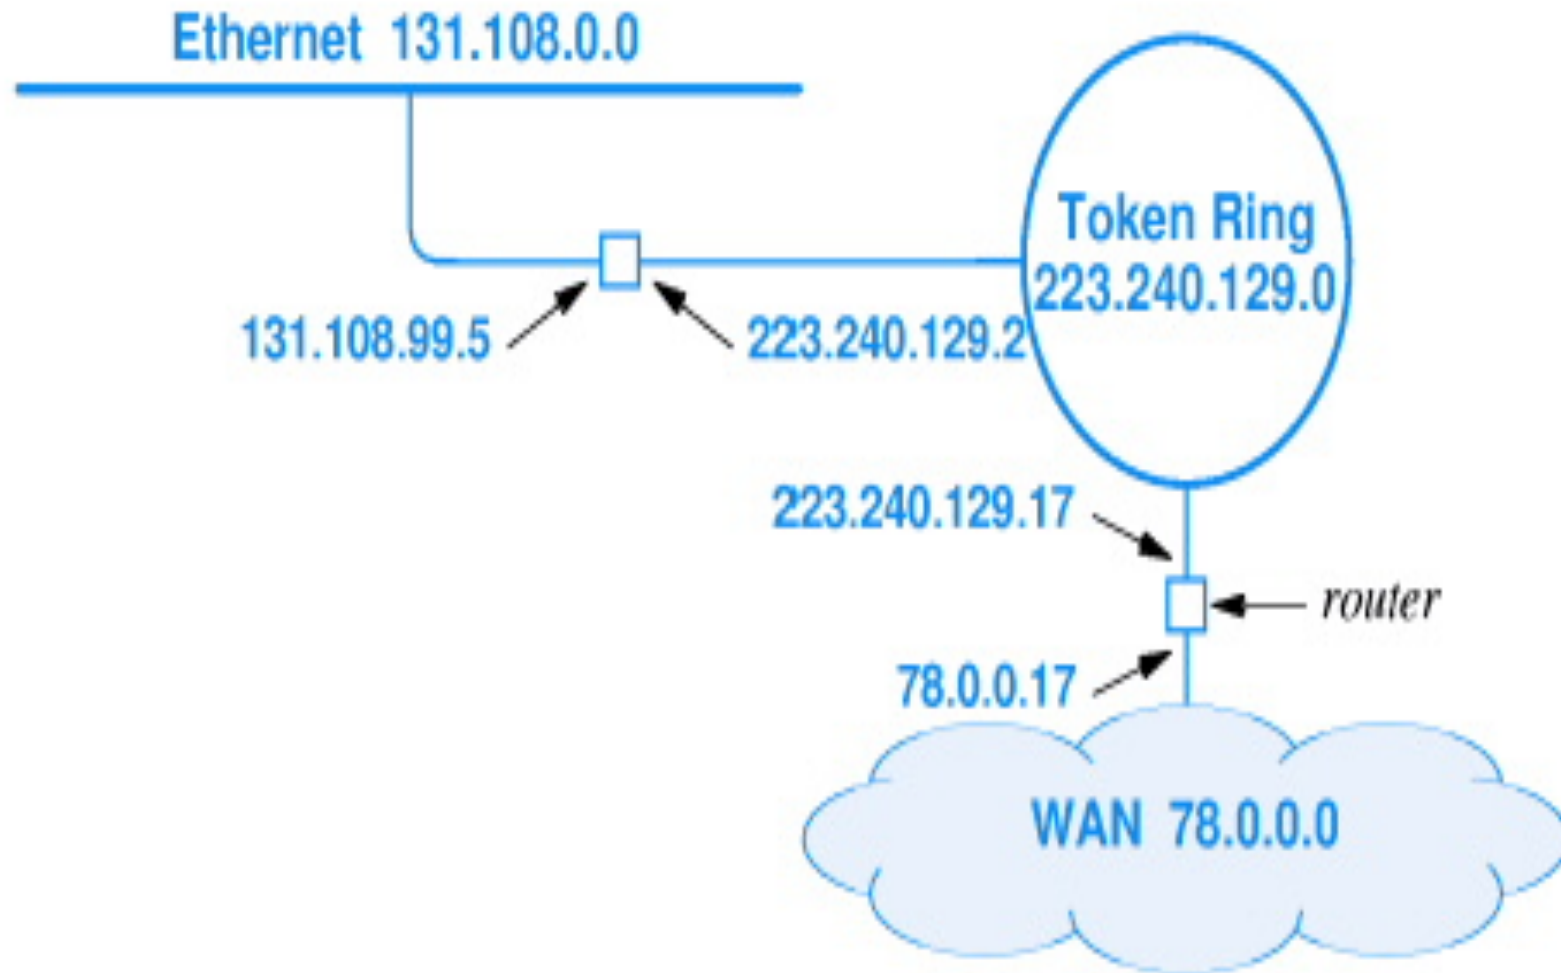 Ethernet 131.108.0.0
Token Ring
223.240.129.0
131.108.99.5
223.240.129.2
223.240.129.17
router
78.0.0.17
WAN 78.0.0.0